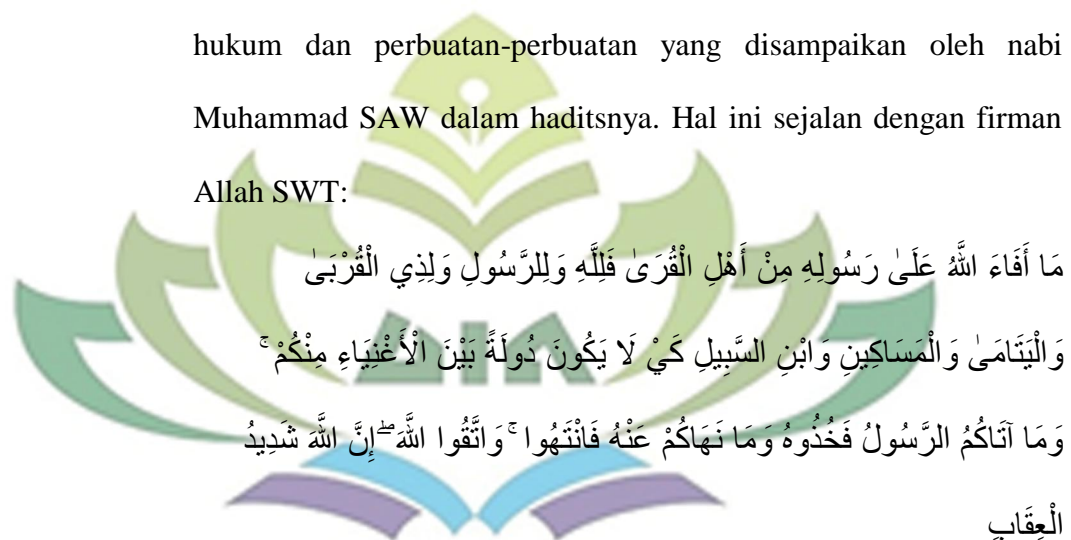 hukum dan perbuatan-perbuatan yang disampaikan oleh nabi
Muhammad SAW dalam haditsnya. Hal ini sejalan dengan firman
Allah SWT:
مَا أَفَاءَ اللَّهُ عَلَىٰ رَسُولِهِ مِنْ أَهْلِ الْقُرَىٰ فَلِلَّهِ وَلِلرَّسُولِ وَلِذِي الْقُرْبَىٰ
وَالْيَتَامَىٰ وَالْمَسَاكِينِ وَابْنِ السَّبِيلِ كَيْ لَا يَكُونَ دُولَةً بَيْنَ الْأَغْنِيَاءِ مِنْكُمْ ۚ
وَمَا آتَاكُمُ الرَّسُولُ فَخُذُوهُ وَمَا نَهَاكُمْ عَنْهُ فَانْتَهُوا ۚ وَاتَّقُوا اللَّهَ ۖ إِنَّ اللَّهَ شَدِيدُ
الْعِقَابِ